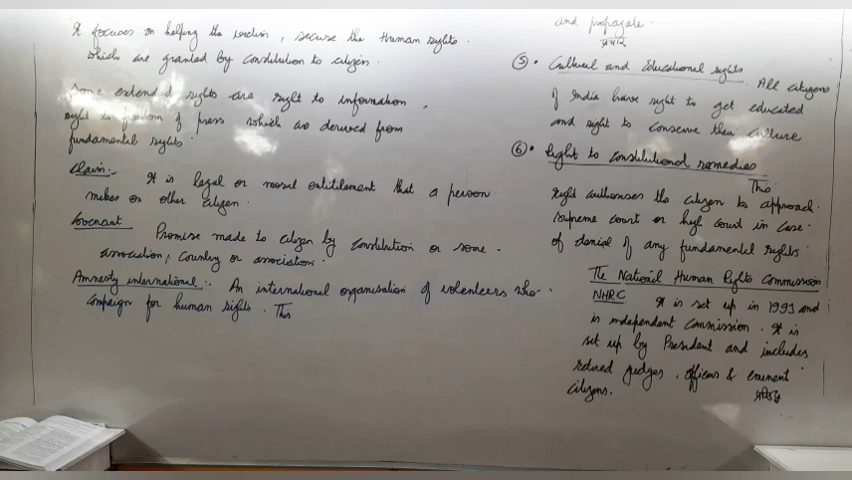 It focuses on helping the victim, secure the Human rights.
which are granted by constitution to citizen.
Some extend d rights are right to information,
right to freedom of press which are derived from
fundamental rights.
Claim:-
It is legal or moral entitlement that a person
makes on other citizen.
Covenant
Promise made to citizen by constitution or some
association, country or association.
Amnesty international:- An international organisation of volenteers who
campaign for human rights. This
and propagate.
⑤ • Cultural and Educational rights
All citizens
of India have right to get educated
and right to conserve their culture
⑥ • Right to constitutional remedies
This
right authorises the citizen to approach
supreme court or high court in case
of denial of any fundamental rights.
The National Human Rights Commission
NHRC It is set up in 1993 and
is independent commission. It is
set up by President and includes
retired judges, officers & eminent
citizens.